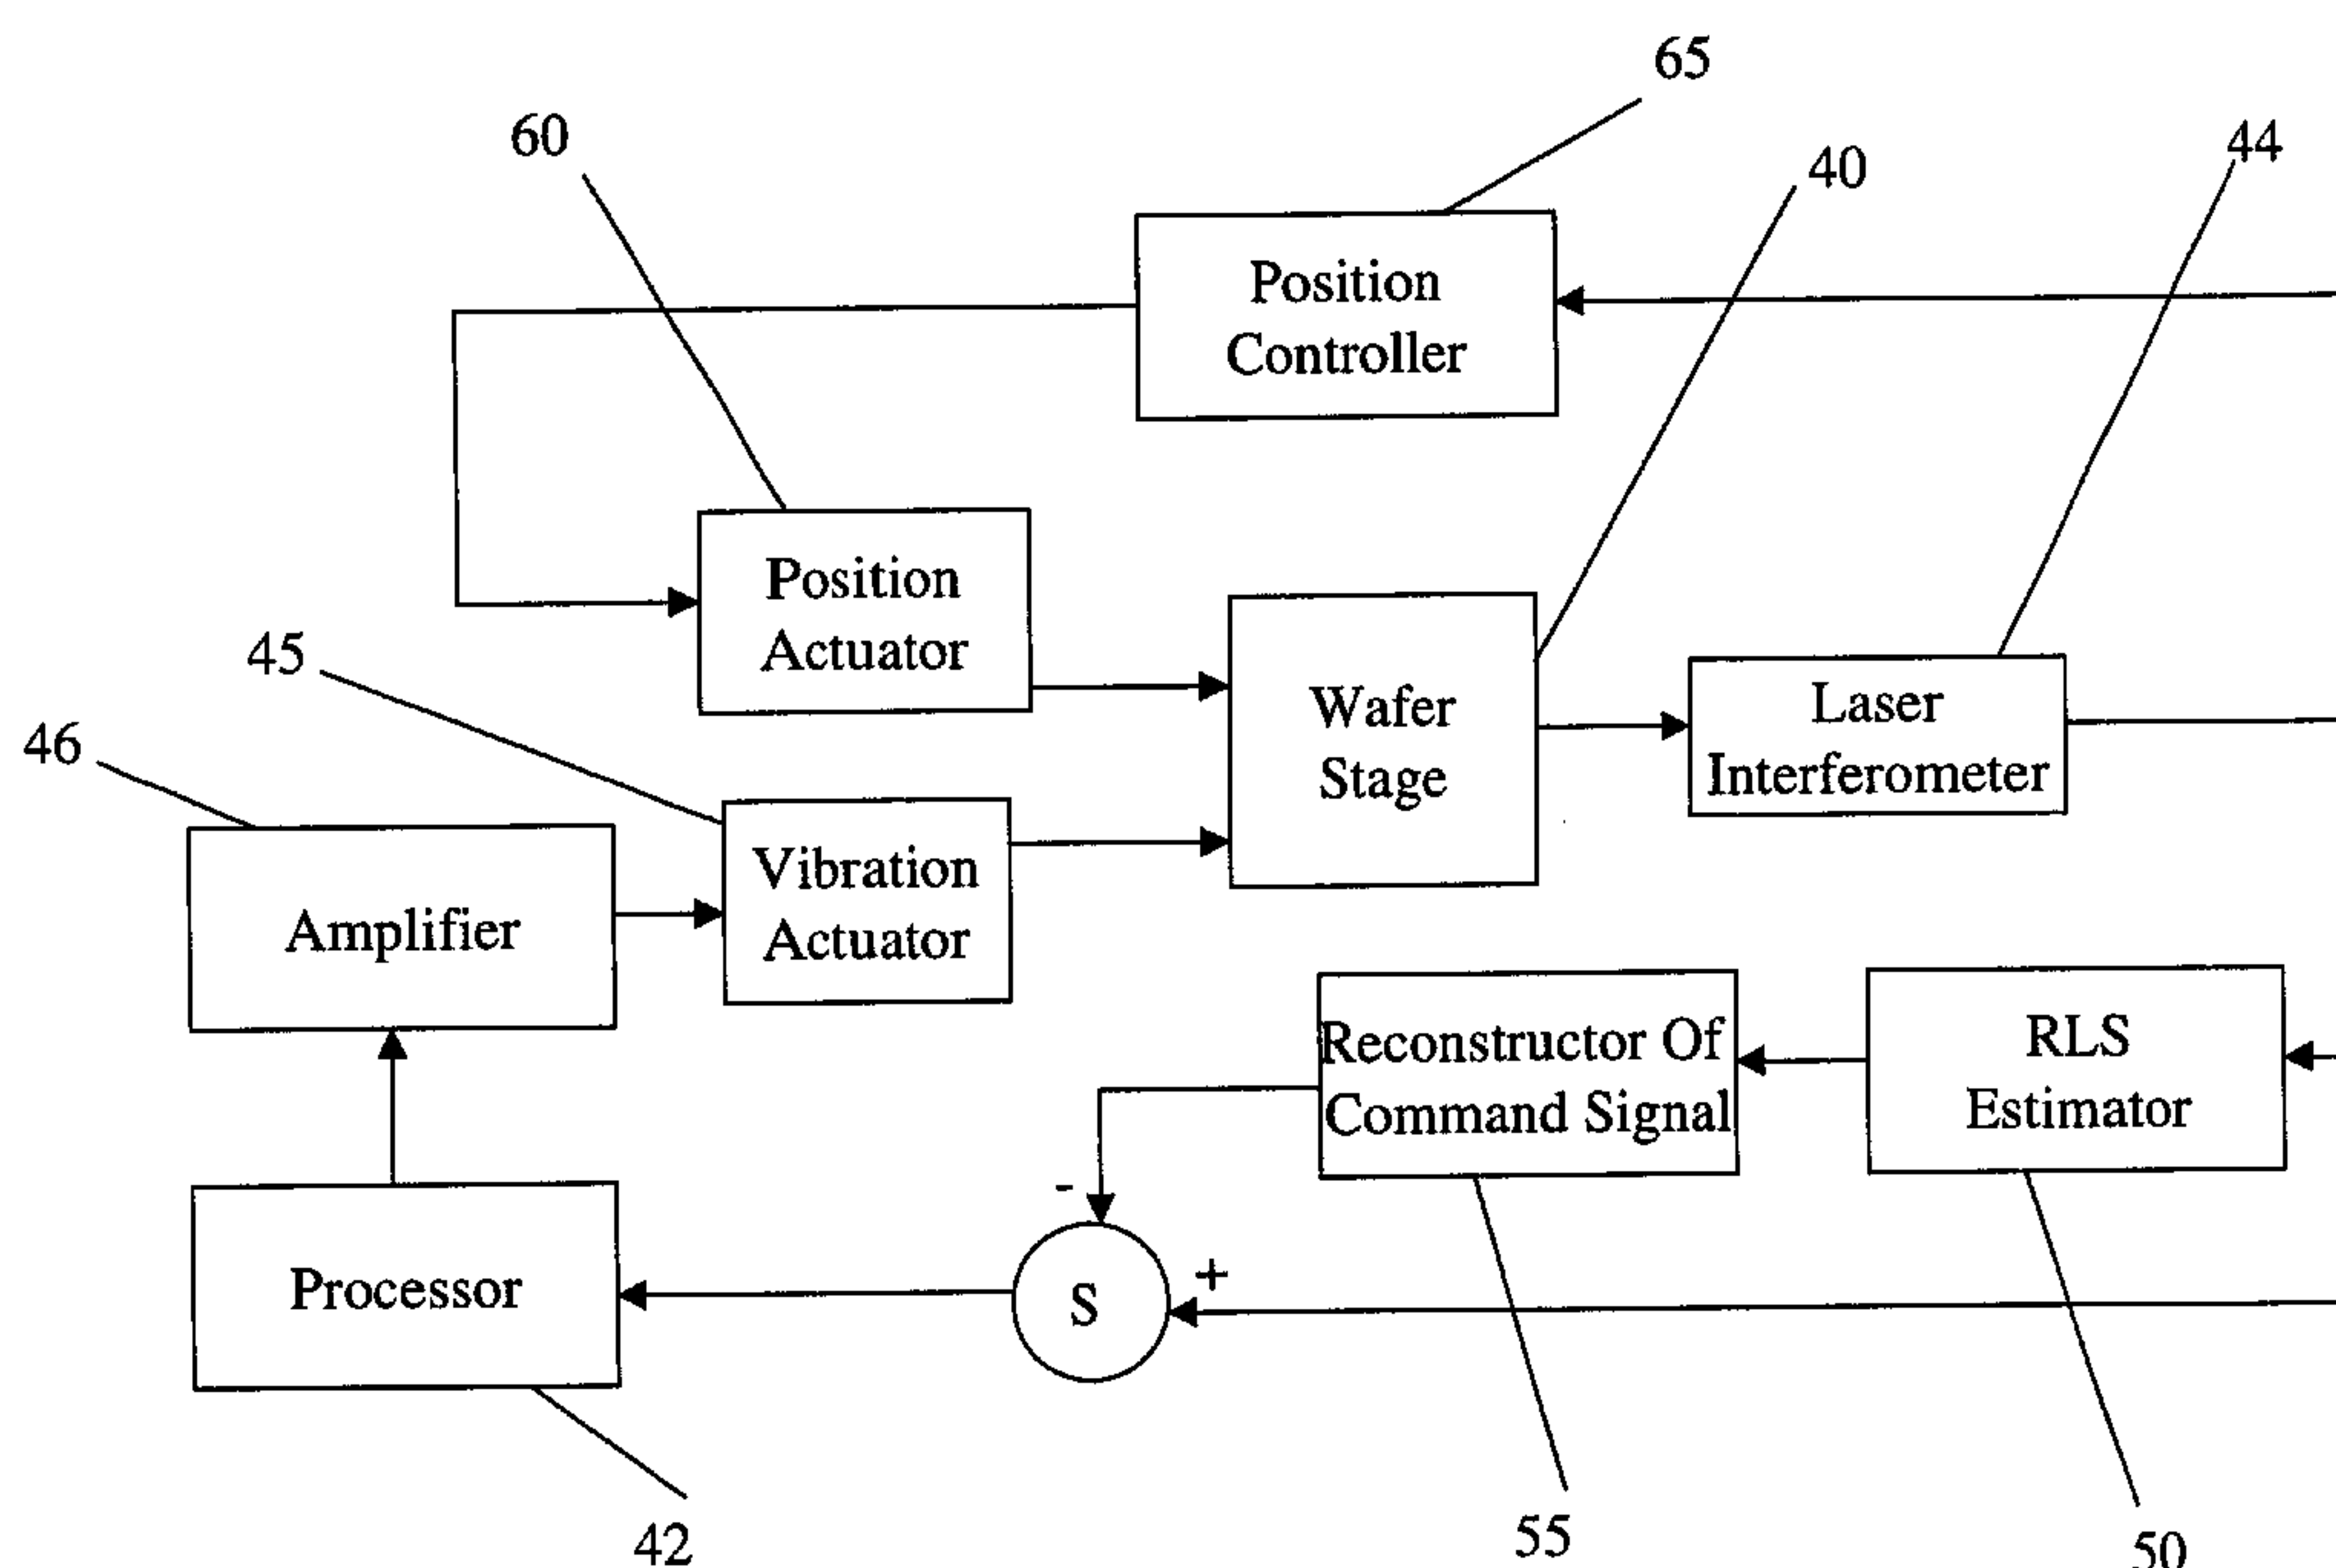 65
60
40
44
Position
Controller
Position
Actuator
45
Wafer
Stage
Laser
Interferometer
46
Vibration
Actuator
Amplifier
Reconstructor Of
Command Signal
RLS
Estimator
-
+
Processor
S
42
55
50